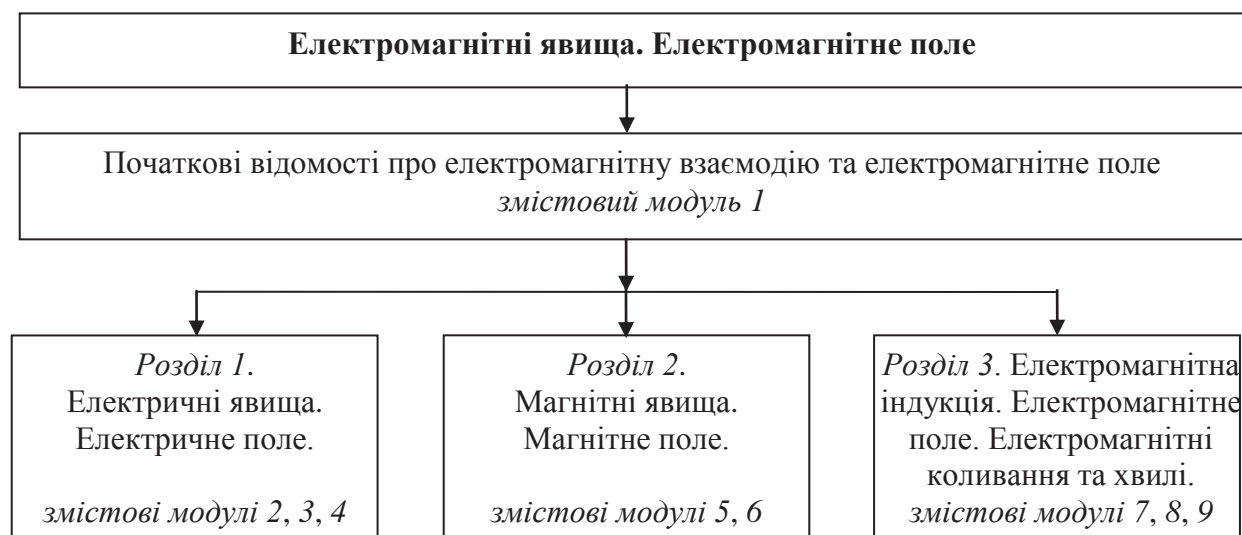 Електромагнітні явища. Електромагнітне поле
Початкові відомості про електромагнітну взаємодію та електромагнітне поле
змістовий модуль 1
Розділ 1.
Електричні явища.
Електричне поле.
змістові модулі 2, 3, 4
Розділ 2.
Магнітні явища.
Магнітне поле.
змістові модулі 5, 6
Розділ 3. Електромагнітна
індукція. Електромагнітне
поле. Електромагнітні
коливання та хвилі.
змістові модулі 7, 8, 9